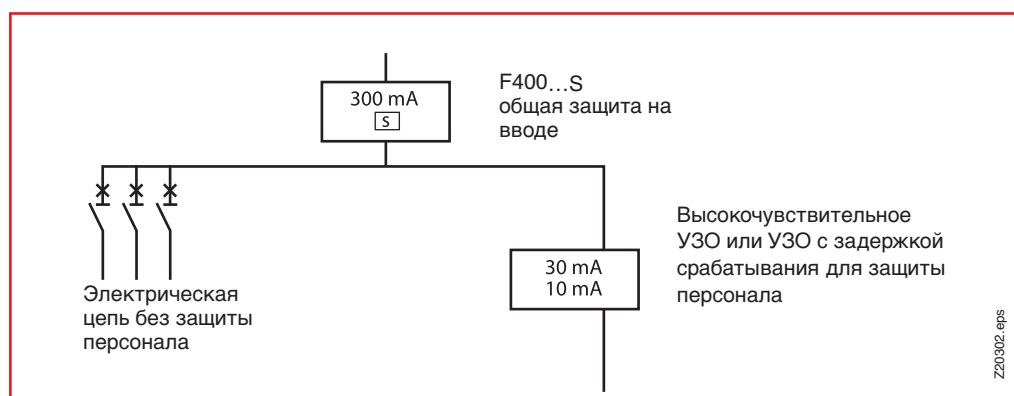 300 mA
S
F400...S
общая защита на
вводе
Высокочувствительное
УЗО или УЗО с задержкой
срабатывания для защиты
персонала
30 mA
10 mA
Электрическая
цепь без защиты
персонала
Z20302.eps